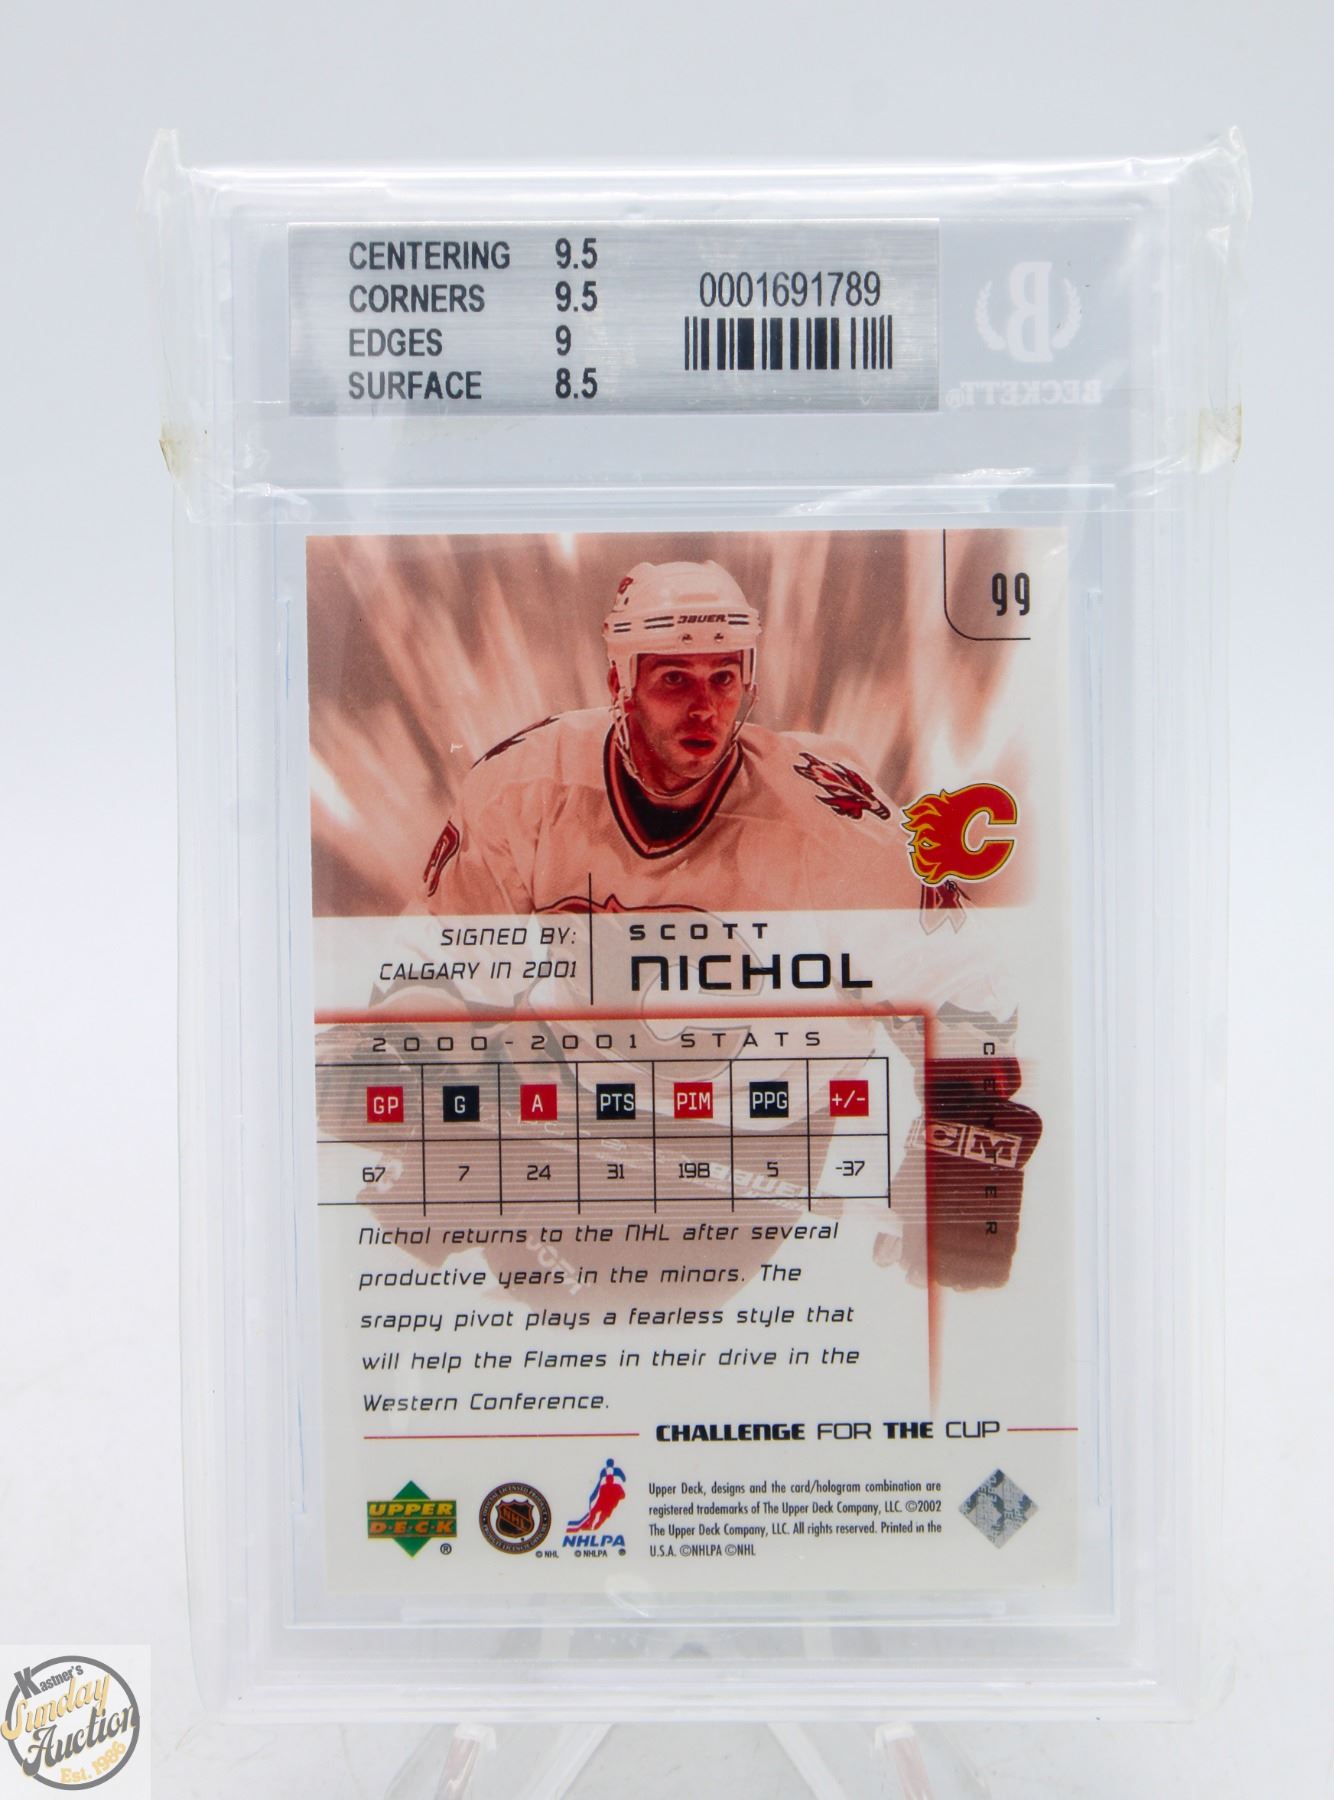 CENTERING 9.5
CORNERS 9.5
EDGES 9
SURFACE 8.5
0001691789
B
BECKETT®
99
BAUER
SIGNED BY:
CALGARY IN 2001
SCOTT
NICHOL
2000-2001 STATS
GP G A PTS PIM PPG +/-
67 7 24 31 198 5 -37
CENTER
CCM
Nichol returns to the NHL after several
productive years in the minors. The
srappy pivot plays a fearless style that
will help the Flames in their drive in the
Western Conference.
CHALLENGE FOR THE CUP
UPPER
DECK
®
NHL
© NHL
NHLPA
© NHLPA ®
Upper Deck, designs and the card/hologram combination are
registered trademarks of The Upper Deck Company, LLC. ©2002
The Upper Deck Company, LLC. All rights reserved. Printed in the
U.S.A. ©NHLPA ©NHL
Kastner's
Sunday
Auction
Est. 1986